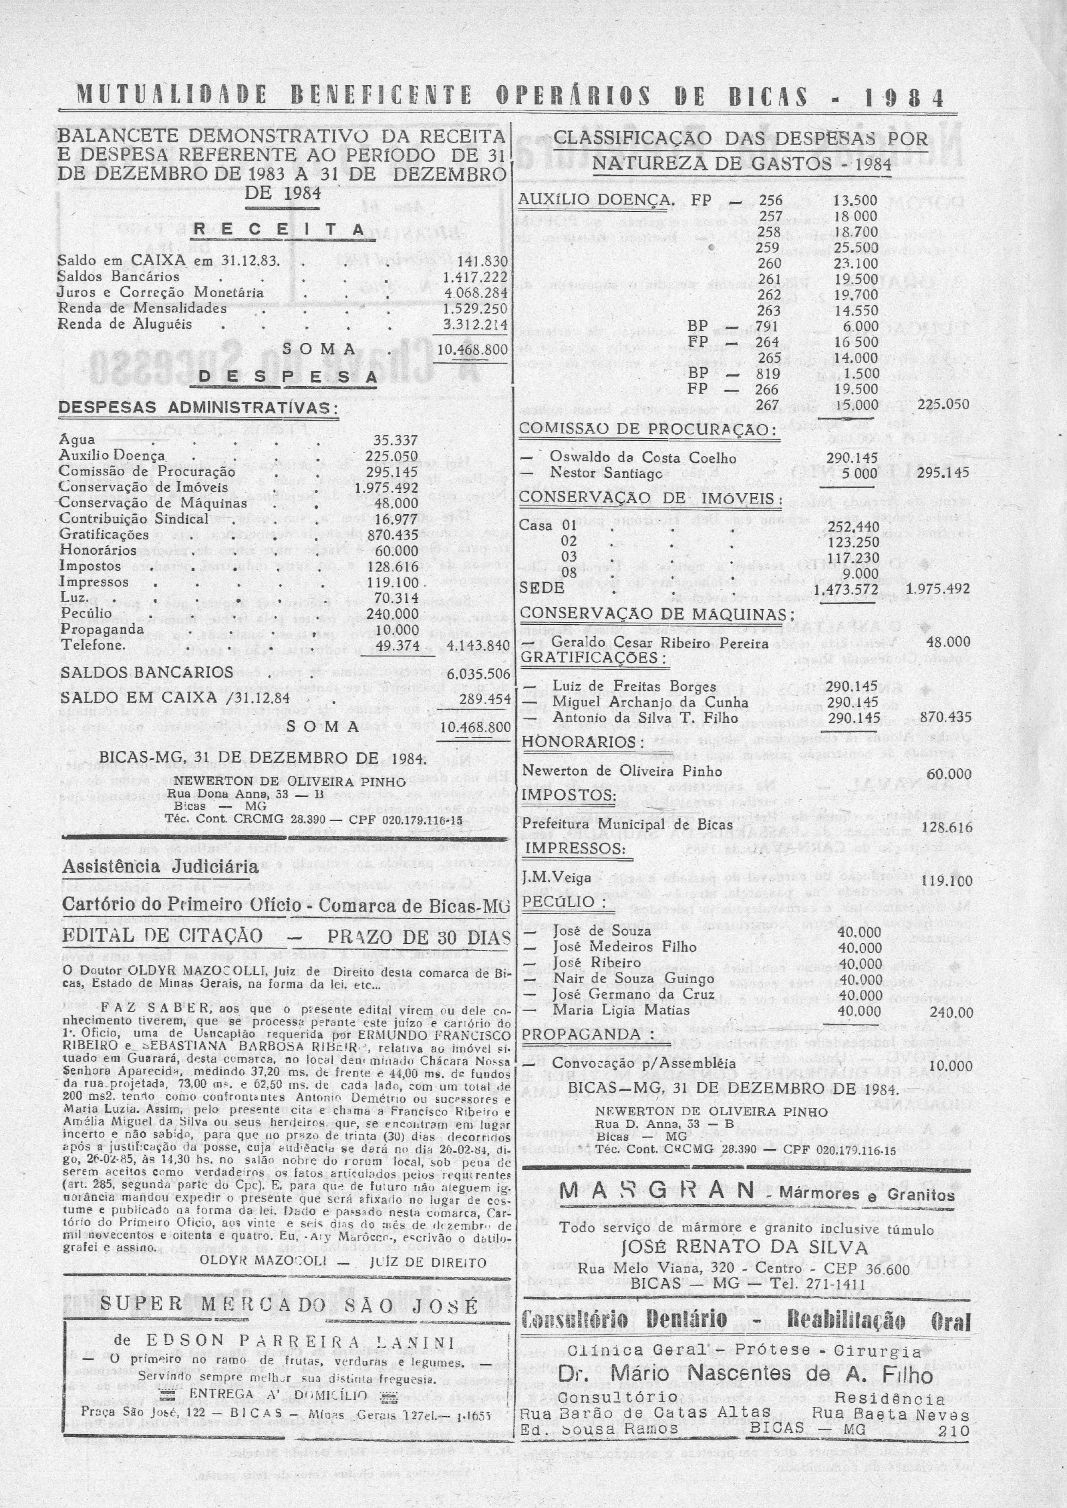 MUTUALIDADE BENEFICENTE OPERÁRIOS DE BICAS - 1984
BALANCETE DEMONSTRATIVO DA RECEITA
E DESPESA REFERENTE AO PERÍODO DE 31
DE DEZEMBRO DE 1983 A 31 DE DEZEMBRO
DE 1984
RECEITA
Saldo em CAIXA em 31.12.83. . . . 141.830
Saldos Bancários . . . . . 1.417.222
Juros e Correção Monetária . . . 4.068.284
Renda de Mensalidades . . . . 1.529.250
Renda de Aluguéis . . . . . 3.312.214
SOMA . 10.468.800
DESPESA
DESPESAS ADMINISTRATIVAS:
Água . . . . . 35.337
Auxílio Doença . . . . 225.050
Comissão de Procuração . . 295.145
Conservação de Imóveis . 1.975.492
Conservação de Máquinas . . 48.000
Contribuição Sindical . . 16.977
Gratificações . . . . 870.435
Honorários . . . . 60.000
Impostos . . . . 128.616
Impressos . . . . . 119.100
Luz. . . . . . 70.314
Pecúlio . . . . 240.000
Propaganda . . . . 10.000
Telefone. . . . . 49.374 4.143.840
SALDOS BANCÁRIOS . . 6.035.506
SALDO EM CAIXA /31.12.84 . 289.454
SOMA 10.468.800
BICAS-MG, 31 DE DEZEMBRO DE 1984.
NEWERTON DE OLIVEIRA PINHO
Rua Dona Anna, 53 — B
Bicas — MG
Téc. Cont. CRCMG 28.390 — CPF 020.179.116-15
Assistência Judiciária
Cartório do Primeiro Ofício - Comarca de Bicas-MG
EDITAL DE CITAÇÃO — PRAZO DE 30 DIAS
O Doutor OLDYR MAZOCOLLI, Juiz de Direito desta comarca de Bi-
cas, Estado de Minas Gerais, na forma da lei. etc...
FAZ SABER, aos que o presente edital virem ou dele co-
nhecimento tiverem, que se processa perante este juízo e cartório do
1º. Ofício, uma de Usucapião requerida por ERMUNDO FRANCISCO
RIBEIRO e SEBASTIANA BARBOSA RIBEIRO, relativa ao imóvel si-
tuado em Guarará, desta comarca, no local denominado Chácara Nossa
Senhora Aparecida, medindo 37,20 ms. de frente e 44,00 ms. de fundos
da rua projetada, 73,00 ms. e 62,50 ms. de cada lado, com um total de
200 ms2. tendo como confrontantes Antonio Demétrio ou sucessores e
Maria Luzia. Assim, pelo presente cita e chama a Francisco Ribeiro e
Amélia Miguel da Silva ou seus herdeiros que, se encontram em lugar
incerto e não sabido, para que no prazo de trinta (30) dias decorridos
após a justificação da posse, cuja audiência se dará no dia 26-02-84, di-
go, 26-02-85, às 14,30 hs. no salão nobre do Forum local, sob pena de
serem aceitos como verdadeiros os fatos articulados pelos requerentes
(art. 285, segunda parte do Cpc). E, para que de futuro não aleguem ig-
norância mandou expedir o presente que será afixado no lugar de cos-
tume e publicado na forma da lei. Dado e passado nesta comarca, Car-
tório do Primeiro Ofício, aos vinte e seis dias do mês de dezembro de
mil novecentos e oitenta e quatro. Eu, Ary Marôcco, escrivão o datilo-
grafei e assino.
OLDYR MAZOCOLI — JUÍZ DE DIREITO
SUPER MERCADO SÃO JOSÉ
de EDSON PARREIRA LANINI
— O primeiro no ramo de frutas, verduras e legumes. —
Servindo sempre melhor sua distinta freguesia.
ENTREGA A' DOMICÍLIO
Praça São José, 122 — BICAS — Minas Gerais Tel.— 271-1655
CLASSIFICAÇÃO DAS DESPESAS POR
NATUREZA DE GASTOS - 1984
AUXÍLIO DOENÇA. FP — 256 13.500
257 18 000
258 18.700
259 25.500
260 23.100
261 19.500
262 19.700
263 14.550
BP — 791 6.000
FP — 264 16 500
265 14.000
BP — 819 1.500
FP — 266 19.500
267 15.000 225.050
COMISSÃO DE PROCURAÇÃO:
— Oswaldo da Costa Coelho 290.145
— Nestor Santiago 5 000 295.145
CONSERVAÇÃO DE IMÓVEIS:
Casa 01 . . . 252.440
02 . . . 123.250
03 . . . 117.230
08 . . . 9.000
SEDE . . 1.473.572 1.975.492
CONSERVAÇÃO DE MAQUINAS;
— Geraldo Cesar Ribeiro Pereira 48.000
GRATIFICAÇÕES:
— Luiz de Freitas Borges 290.145
— Miguel Archanjo da Cunha 290.145
— Antonio da Silva T. Filho 290.145 870.435
HONORÁRIOS:
Newerton de Oliveira Pinho 60.000
IMPOSTOS:
Prefeitura Municipal de Bicas 128.616
IMPRESSOS:
J.M.Veiga 119.100
PECÚLIO :
— José de Souza 40.000
— José Medeiros Filho 40.000
— José Ribeiro 40.000
— Nair de Souza Guingo 40.000
— José Germano da Cruz 40.000
— Maria Lígia Matias 40.000 240.00
PROPAGANDA :
— Convocação p/Assembléia 10.000
BICAS—MG, 31 DE DEZEMBRO DE 1984.
NEWERTON DE OLIVEIRA PINHO
Rua D. Anna, 53 — B
Bicas — MG
Téc. Cont. CRCMG 28.390 — CPF 020.179.116-15
MASGRAN - Mármores e Granitos
Todo serviço de mármore e granito inclusive túmulo
JOSÉ RENATO DA SILVA
Rua Melo Viana, 320 - Centro - CEP 36.600
BICAS — MG — Tel. 271-1411
Consultório Dentário - Reabilitação Oral
Clínica Geral - Prótese - Cirurgia
Dr. Mário Nascentes de A. Filho
Consultório Residência
Rua Barão de Catas Altas Rua Baeta Neves
Ed. Sousa Ramos BICAS — MG 210